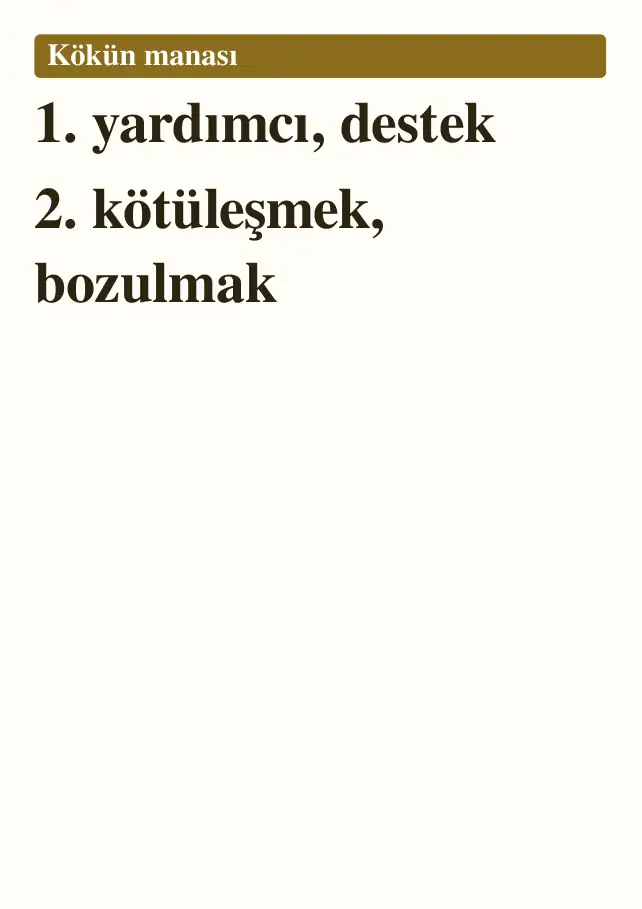 Kökün manası
1. yardımcı, destek
2. kötüleşmek,
bozulmak